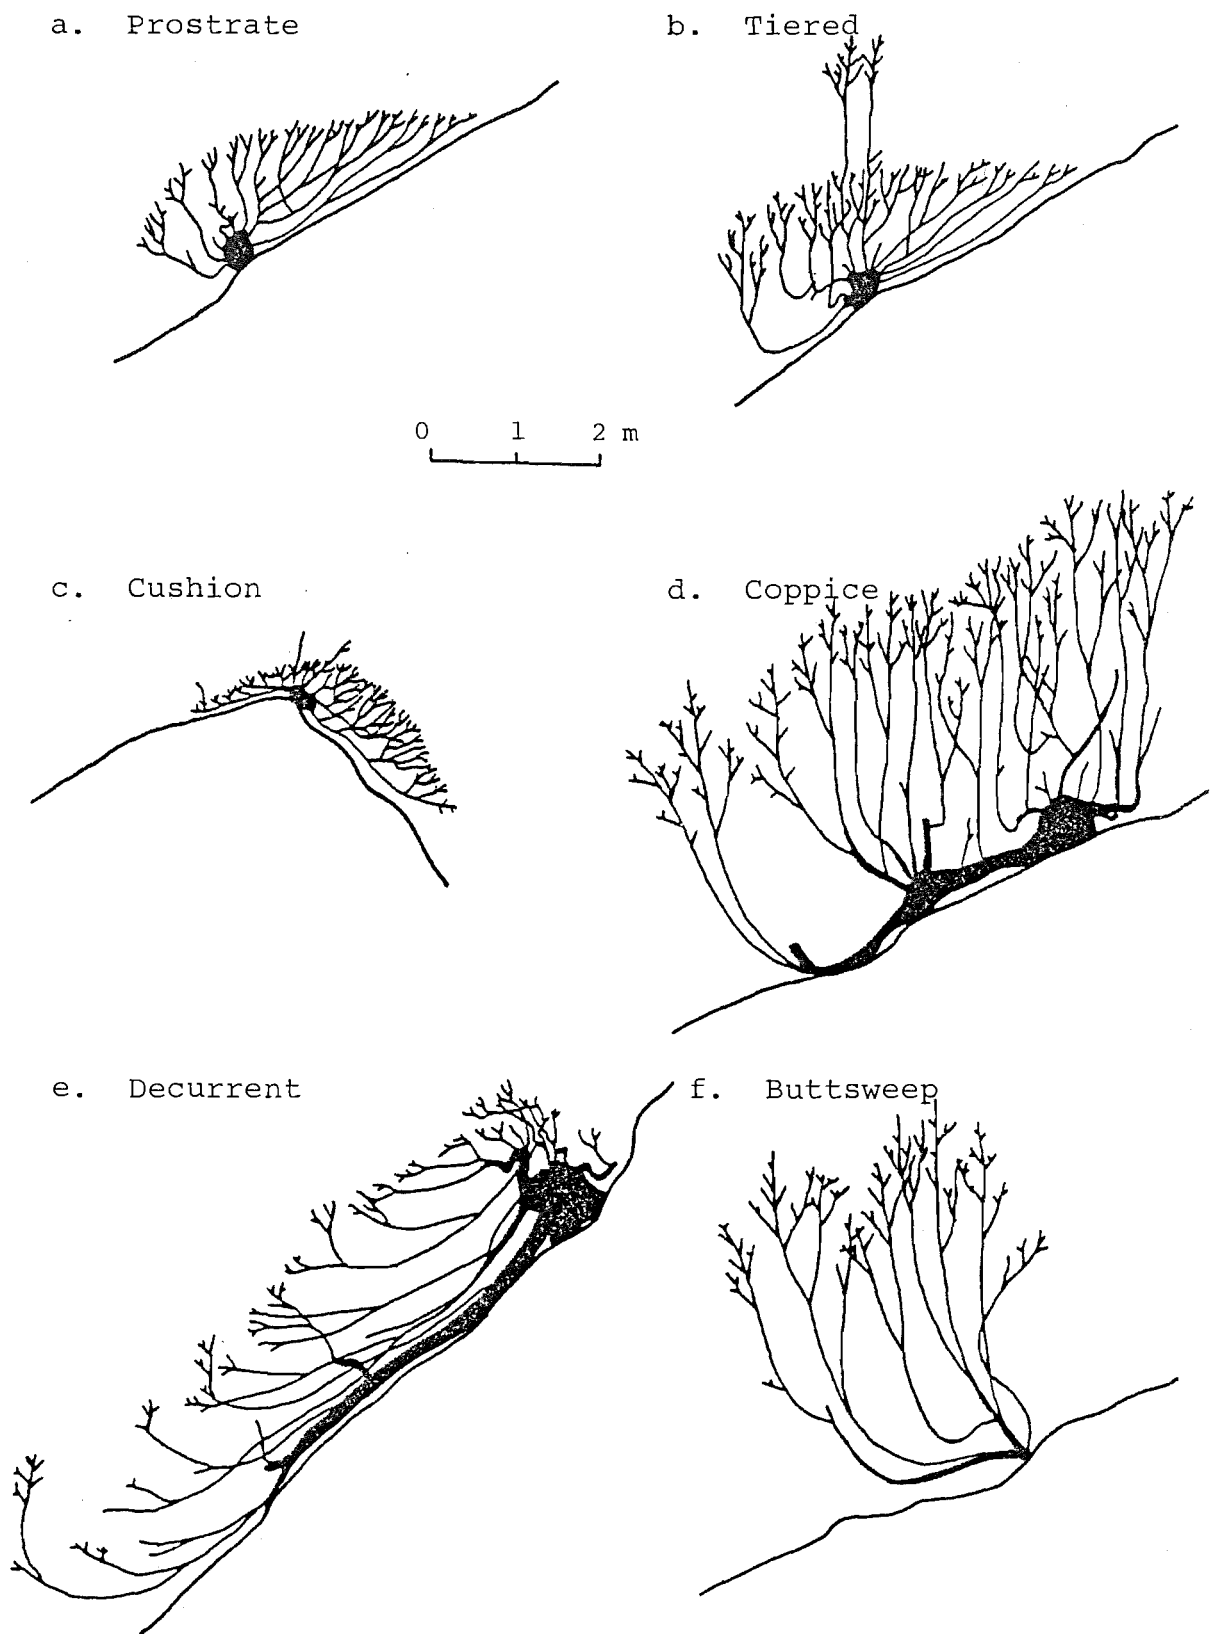 a. Prostrate
b. Tiered
0 1 2 m
c. Cushion
d. Coppice
e. Decurrent
f. Buttsweep